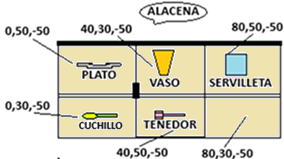 ALACENA
0,50,-50
40,30,-50
80,50,-50
PLATO
VASO
SERVILLETA
0,30,-50
CUCHILLO
TENEDOR
40,50,-50
80,30,-50